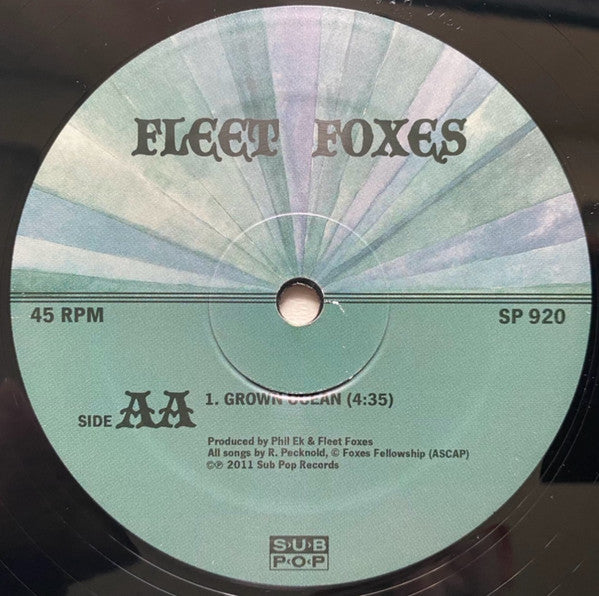 FLEET FOXES
45 RPM
SP 920
SIDE AA
1. GROWN OCEAN (4:35)
Produced by Phil Ek & Fleet Foxes
All songs by R. Pecknold, © Foxes Fellowship (ASCAP)
©℗ 2011 Sub Pop Records
SUB
POP